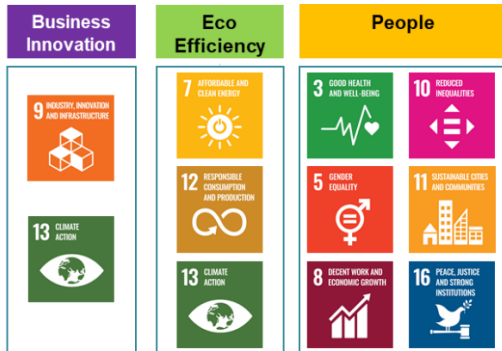 Business
Innovation
9 INDUSTRY, INNOVATION
AND INFRASTRUCTURE
13 CLIMATE
ACTION
Eco
Efficiency
7 AFFORDABLE AND
CLEAN ENERGY
12 RESPONSIBLE
CONSUMPTION
AND PRODUCTION
13 CLIMATE
ACTION
People
3 GOOD HEALTH
AND WELL-BEING
10 REDUCED
INEQUALITIES
5 GENDER
EQUALITY
11 SUSTAINABLE CITIES
AND COMMUNITIES
8 DECENT WORK AND
ECONOMIC GROWTH
16 PEACE, JUSTICE
AND STRONG
INSTITUTIONS